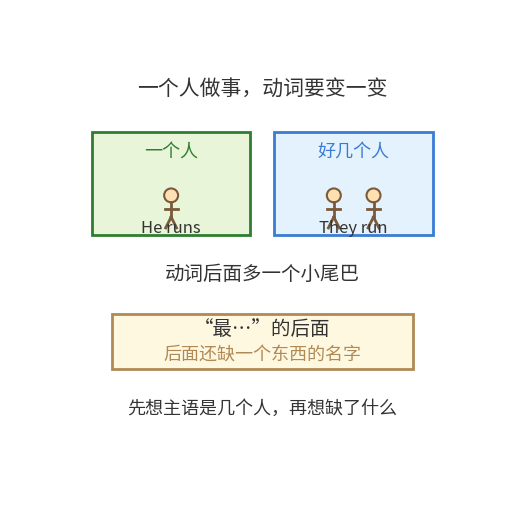 一个人做事，动词要变一变
一个人
好几个人
He runs
They run
动词后面多一个小尾巴
“最…”的后面
后面还缺一个东西的名字
先想主语是几个人，再想缺了什么